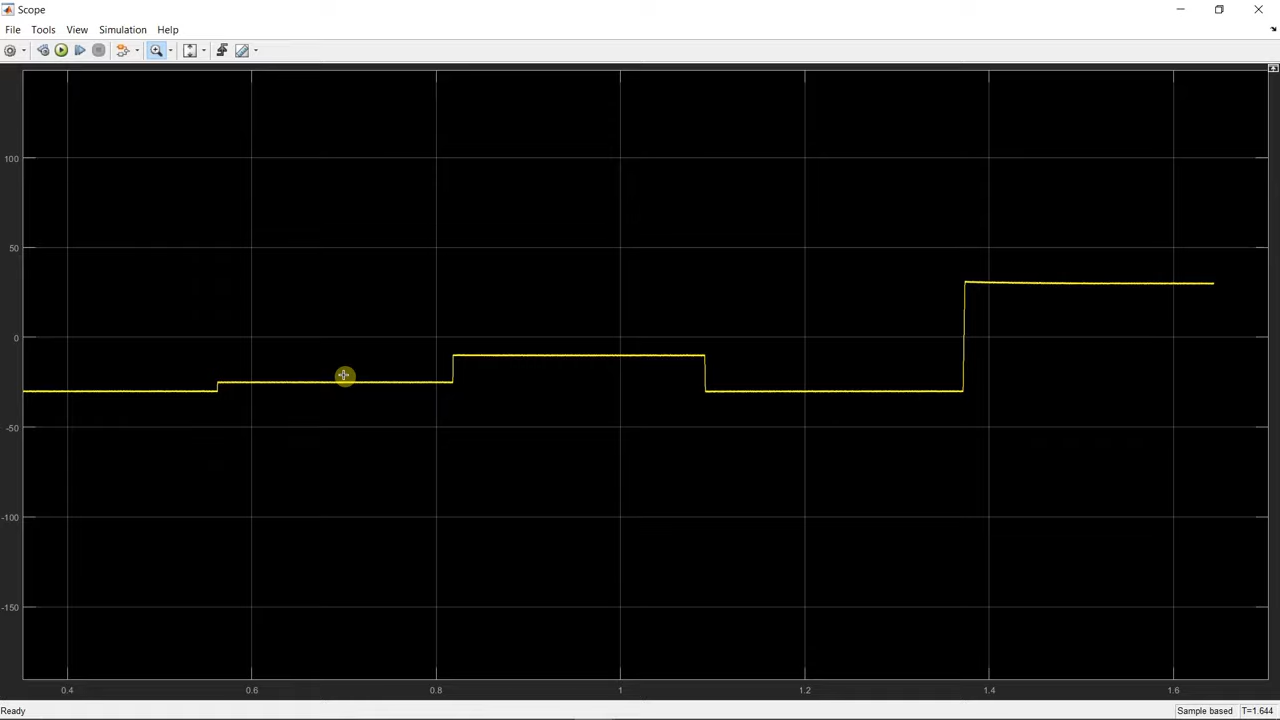 Scope
File Tools View Simulation Help
100
50
0
-50
-100
-150
0.4 0.6 0.8 1 1.2 1.4 1.6
Ready Sample based T=1.644